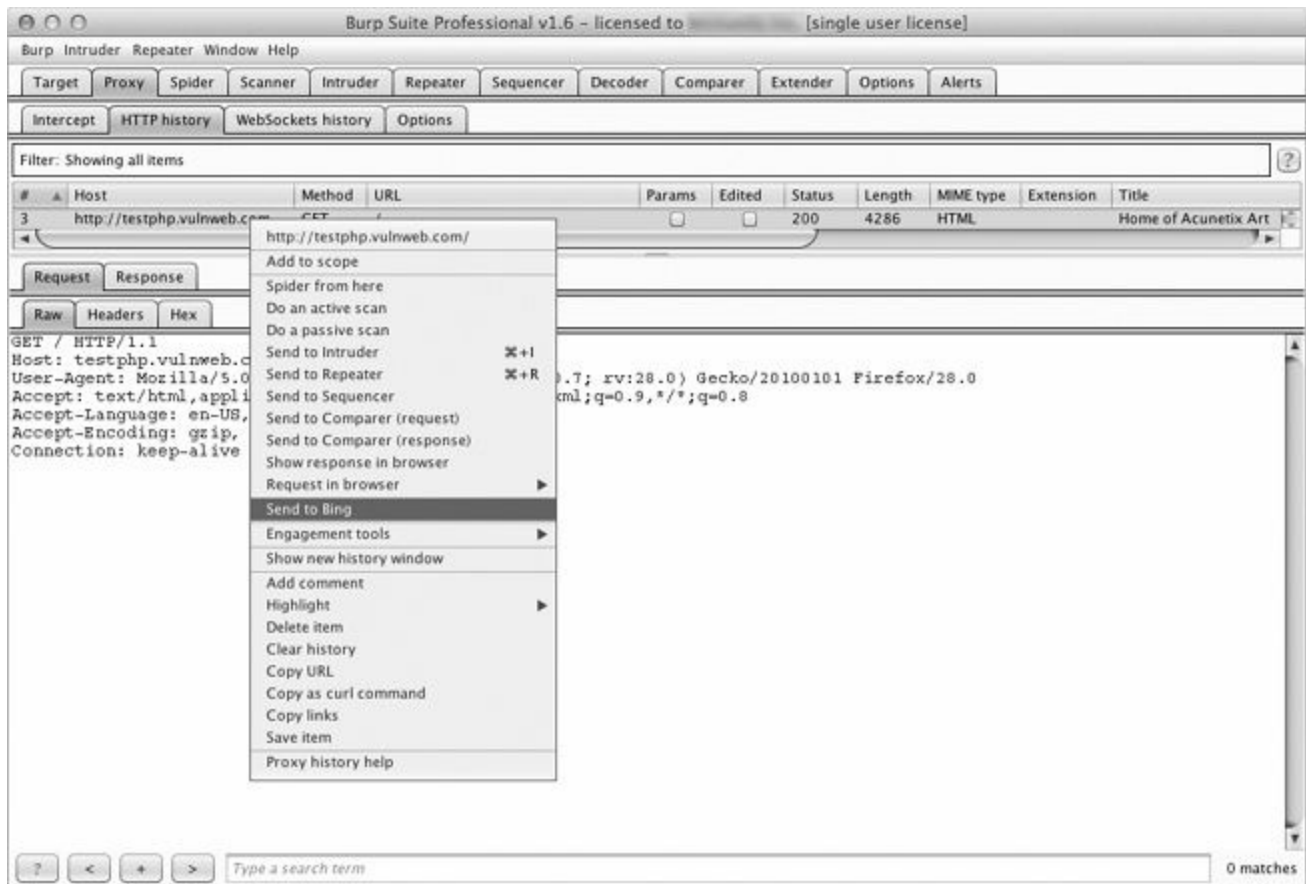 Burp Suite Professional v1.6 – licensed to [single user license]
Burp Intruder Repeater Window Help
Target Proxy Spider Scanner Intruder Repeater Sequencer Decoder Comparer Extender Options Alerts
Intercept HTTP history WebSockets history Options
Filter: Showing all items ?
# Host Method URL Params Edited Status Length MIME type Extension Title
3 http://testphp.vulnweb.com GET / 200 4286 HTML Home of Acunetix Art
Request Response
Raw Headers Hex
GET / HTTP/1.1
Host: testphp.vulnweb.c
User-Agent: Mozilla/5.0 .7; rv:28.0) Gecko/20100101 Firefox/28.0
Accept: text/html,appli ml;q=0.9,*/*;q=0.8
Accept-Language: en-US,
Accept-Encoding: gzip,
Connection: keep-alive
http://testphp.vulnweb.com/
Add to scope
Spider from here
Do an active scan
Do a passive scan
Send to Intruder ⌘+I
Send to Repeater ⌘+R
Send to Sequencer
Send to Comparer (request)
Send to Comparer (response)
Show response in browser
Request in browser
Send to Bing
Engagement tools
Show new history window
Add comment
Highlight
Delete item
Clear history
Copy URL
Copy as curl command
Copy links
Save item
Proxy history help
? < + > Type a search term 0 matches